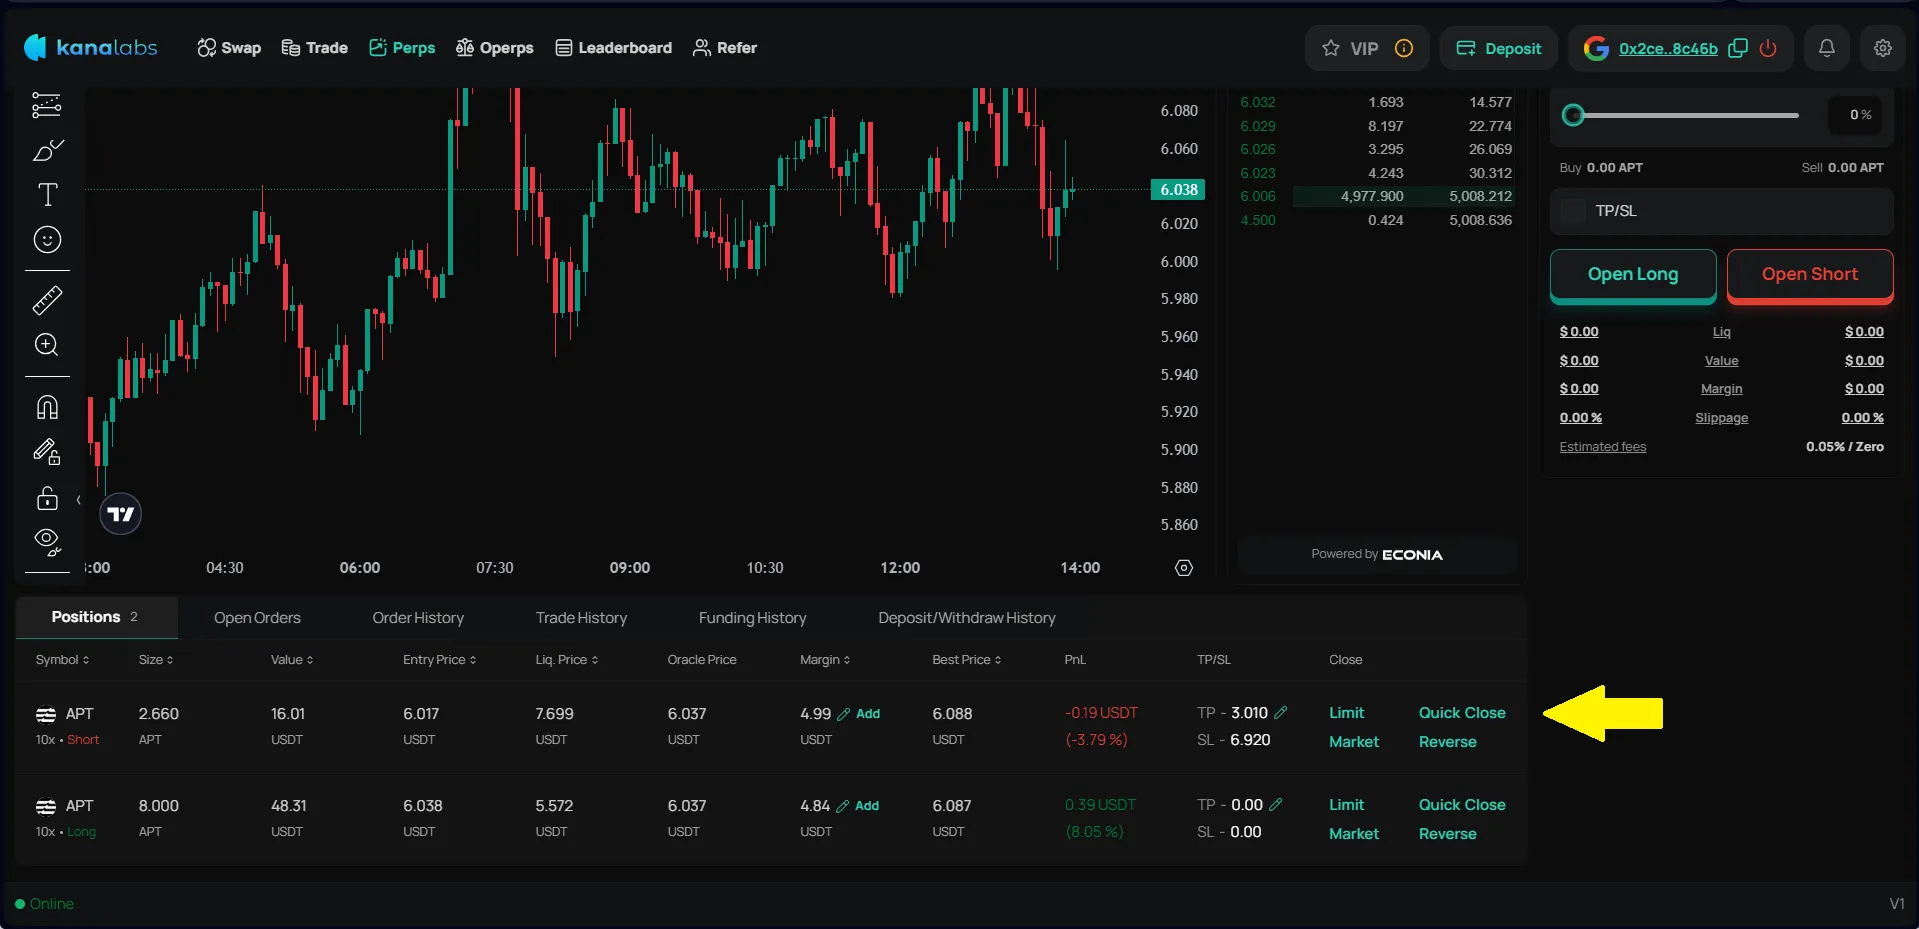 kanalabs Swap Trade Perps Operps Leaderboard Refer VIP Deposit 0x2ce..8c46b
6.080
6.060
6.038
6.020
6.000
5.980
5.960
5.940
5.920
5.900
5.880
5.860
:00 04:30 06:00 07:30 09:00 10:30 12:00 14:00
6.032 1.693 14.577
6.029 8.197 22.774
6.026 3.295 26.069
6.023 4.243 30.312
6.006 4,977.900 5,008.212
4.500 0.424 5,008.636
Powered by ECONIA
0 %
Buy 0.00 APT Sell 0.00 APT
TP/SL
Open Long Open Short
$ 0.00 Liq $ 0.00
$ 0.00 Value $ 0.00
$ 0.00 Margin $ 0.00
0.00 % Slippage 0.00 %
Estimated fees 0.05% / Zero
Positions 2 Open Orders Order History Trade History Funding History Deposit/Withdraw History
Symbol Size Value Entry Price Liq. Price Oracle Price Margin Best Price PnL TP/SL Close
APT 2.660 16.01 6.017 7.699 6.037 4.99 Add 6.088 -0.19 USDT TP - 3.010 Limit Quick Close
10x • Short APT USDT USDT USDT USDT USDT USDT (-3.79 %) SL - 6.920 Market Reverse
APT 8.000 48.31 6.038 5.572 6.037 4.84 Add 6.087 0.39 USDT TP - 0.00 Limit Quick Close
10x • Long APT USDT USDT USDT USDT USDT USDT (8.05 %) SL - 0.00 Market Reverse
Online V1